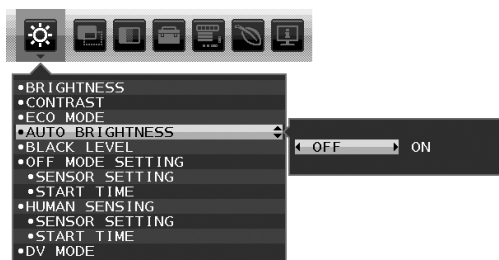 •BRIGHTNESS
•CONTRAST
•ECO MODE
•AUTO BRIGHTNESS
OFF ON
•BLACK LEVEL
•OFF MODE SETTING
•SENSOR SETTING
•START TIME
•HUMAN SENSING
•SENSOR SETTING
•START TIME
•DV MODE